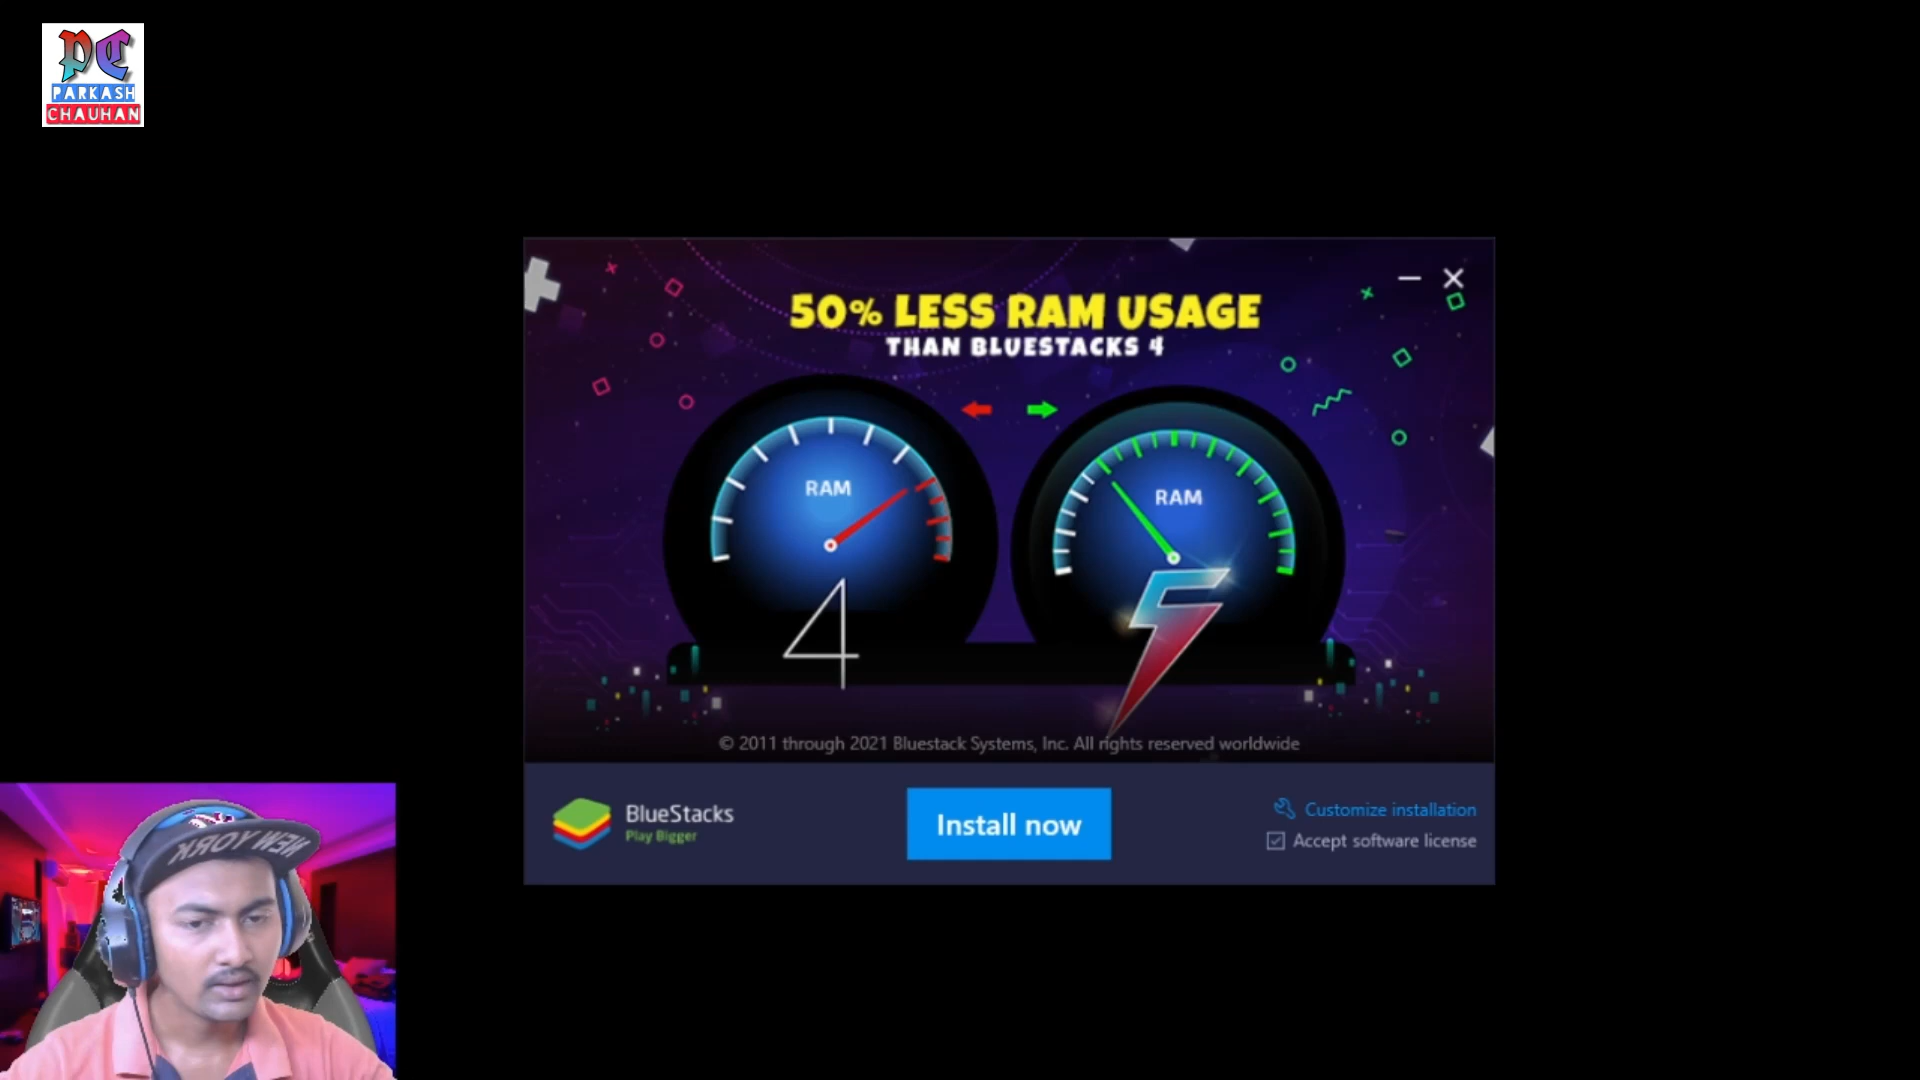 PC
PARKASH
CHAUHAN
50% LESS RAM USAGE
THAN BLUESTACKS 4
RAM
RAM
4
5
© 2011 through 2021 Bluestack Systems, Inc. All rights reserved worldwide
BlueStacks
Play Bigger
Install now
Customize installation
Accept software license
NEW YORK